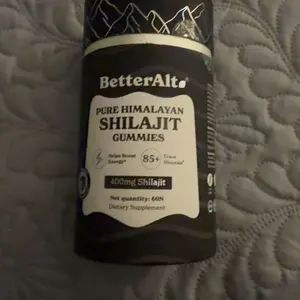 BetterAlt
PURE HIMALAYAN
SHILAJIT
GUMMIES
Helps Boost
Energy*
85+
Trace
Minerals*
400mg Shilajit
Net quantity: 60N
Dietary Supplement